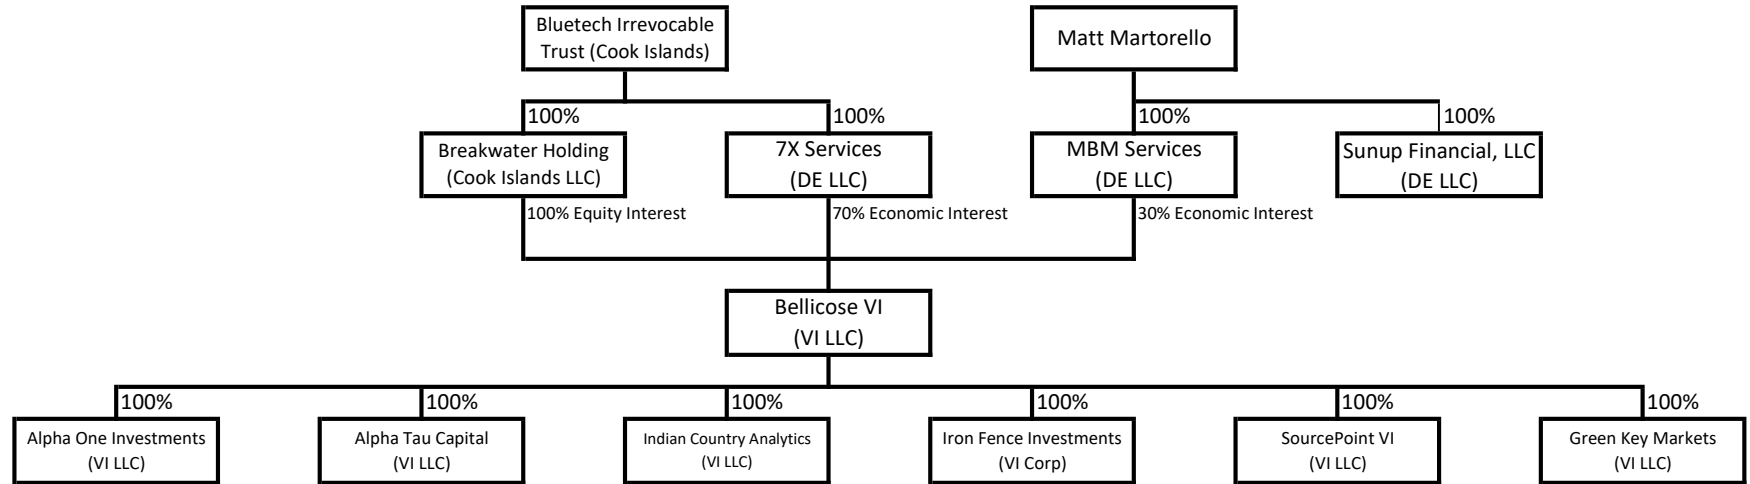 Bluetech Irrevocable
Trust (Cook Islands)
Matt Martorello
100%
100%
100%
100%
Breakwater Holding
(Cook Islands LLC)
7X Services
(DE LLC)
MBM Services
(DE LLC)
Sunup Financial, LLC
(DE LLC)
100% Equity Interest
70% Economic Interest
30% Economic Interest
Bellicose VI
(VI LLC)
100%
100%
100%
100%
100%
100%
Alpha One Investments
(VI LLC)
Alpha Tau Capital
(VI LLC)
Indian Country Analytics
(VI LLC)
Iron Fence Investments
(VI Corp)
SourcePoint VI
(VI LLC)
Green Key Markets
(VI LLC)